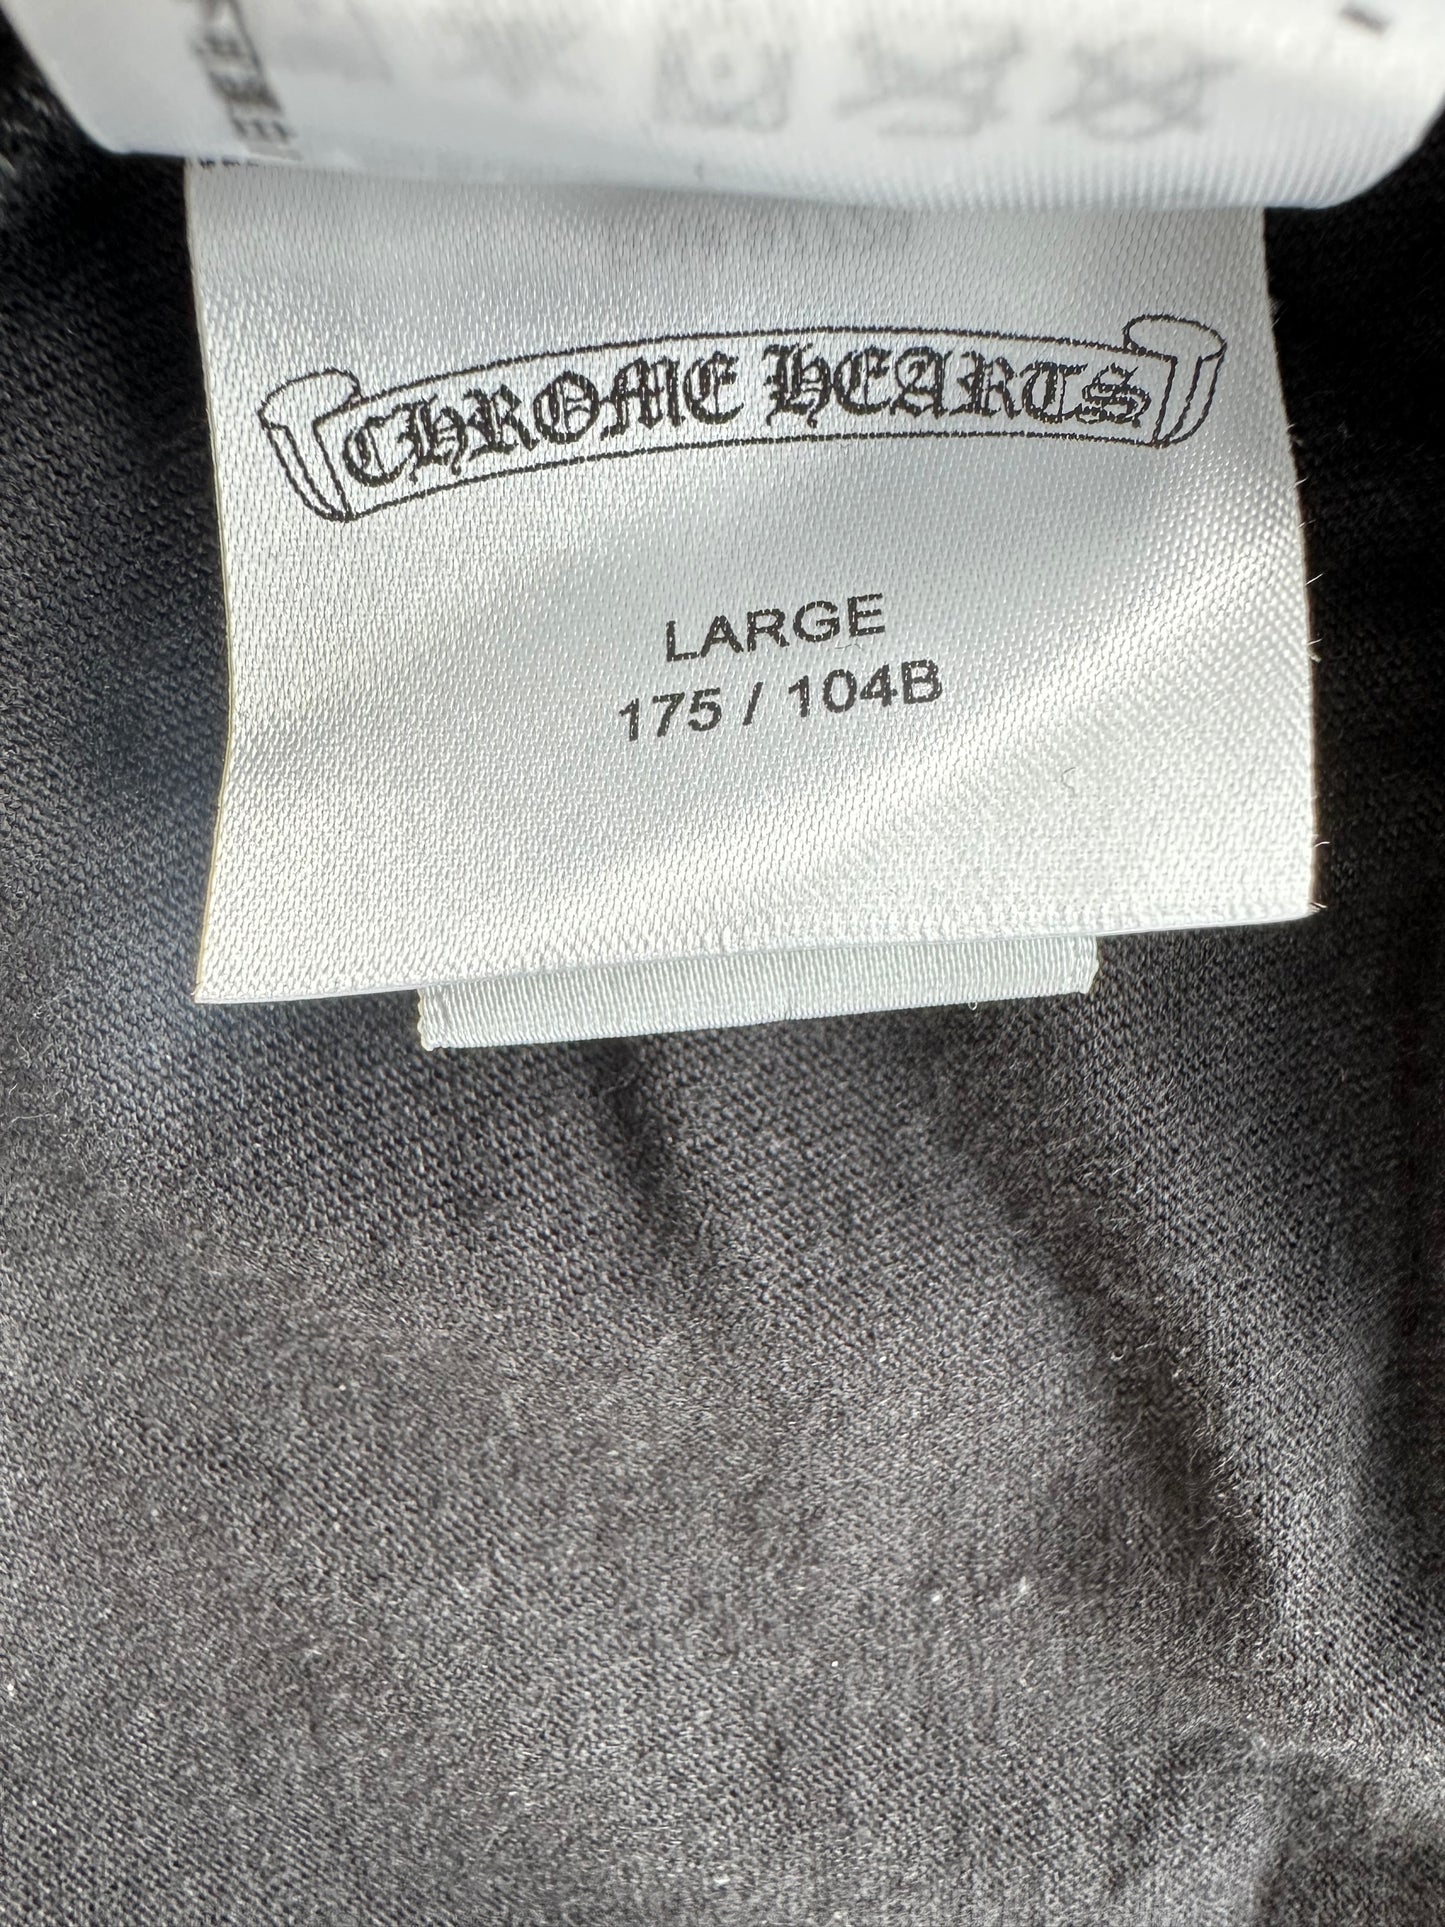 CHROME HEARTS
LARGE
175 / 104B